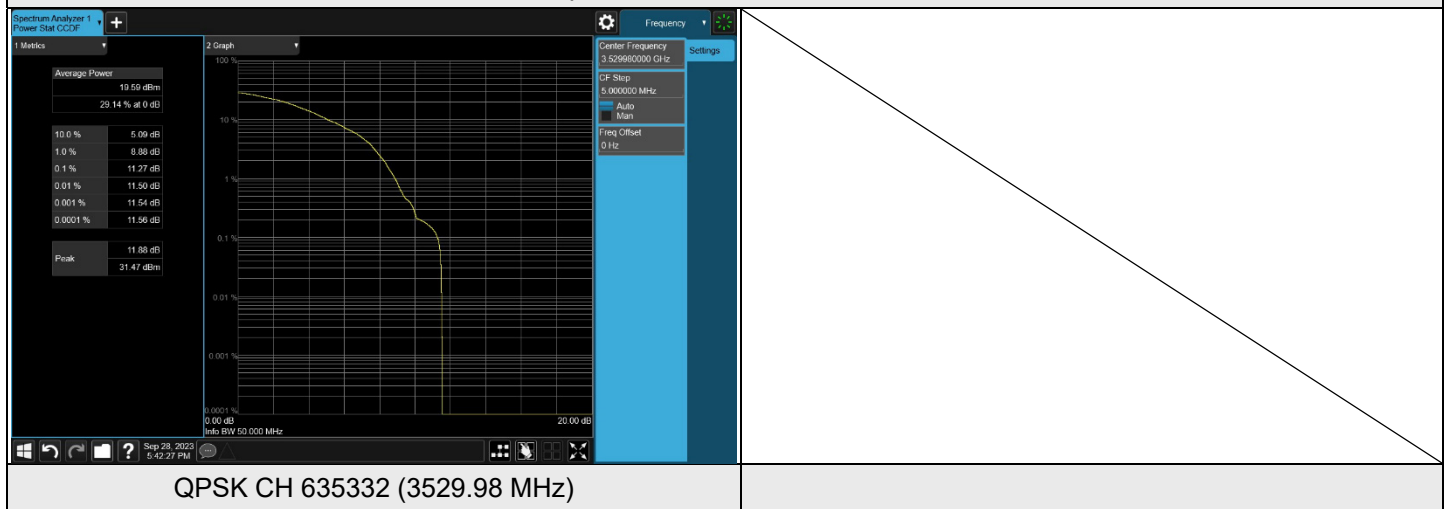 Spectrum Analyzer 1
Power Stat CCDF
Frequency
1 Metrics
2 Graph
Average Power
19.59 dBm
29.14 % at 0 dB
10.0 % 5.09 dB
1.0 % 8.88 dB
0.1 % 11.27 dB
0.01 % 11.50 dB
0.001 % 11.54 dB
0.0001 % 11.56 dB
Peak
11.88 dB
31.47 dBm
100 %
10 %
1 %
0.1 %
0.01 %
0.001 %
0.0001 %
0.00 dB 20.00 dB
Info BW 50.000 MHz
Center Frequency
3.529980000 GHz
Settings
CF Step
5.000000 MHz
Auto
Man
Freq Offset
0 Hz
?
Sep 28, 2023
5:42:27 PM
QPSK CH 635332 (3529.98 MHz)